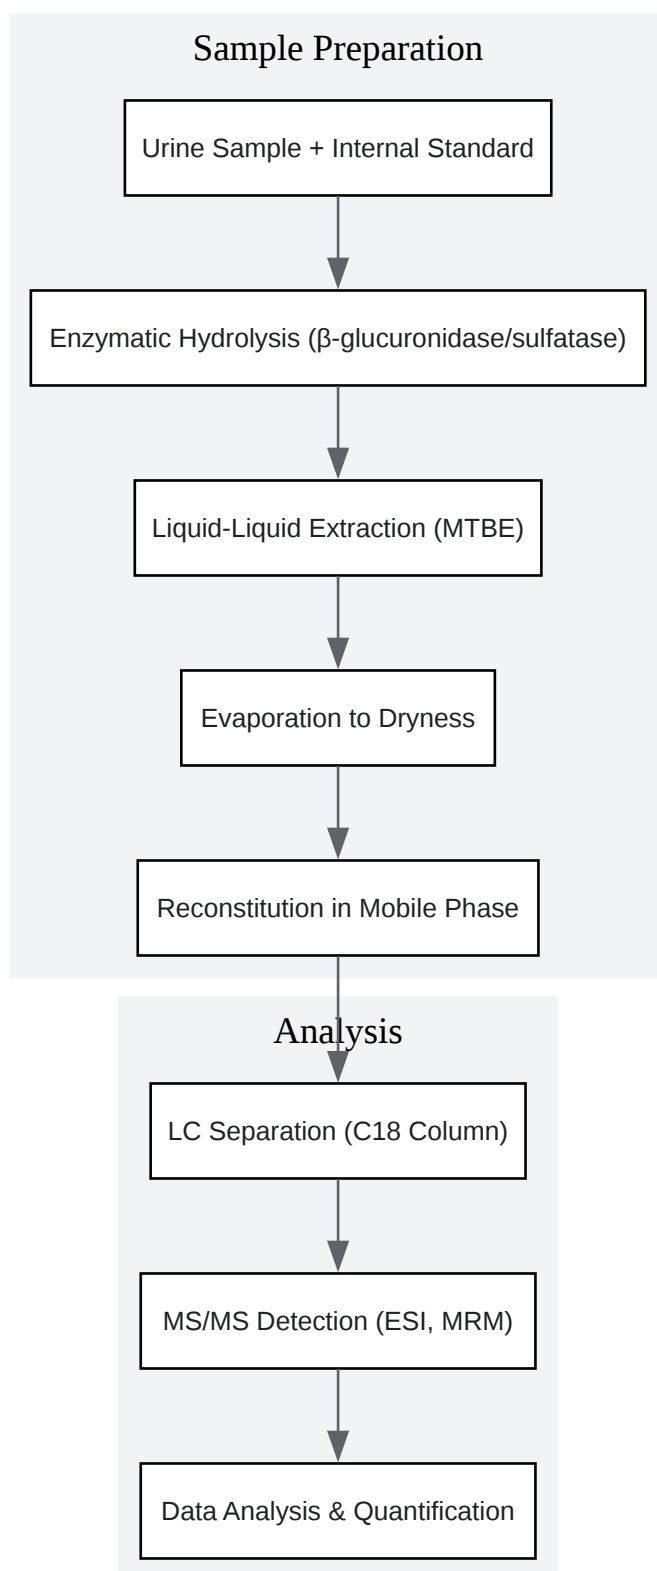 Sample Preparation
Urine Sample + Internal Standard
Enzymatic Hydrolysis (β-glucuronidase/sulfatase)
Liquid-Liquid Extraction (MTBE)
Evaporation to Dryness
Reconstitution in Mobile Phase
Analysis
LC Separation (C18 Column)
MS/MS Detection (ESI, MRM)
Data Analysis & Quantification